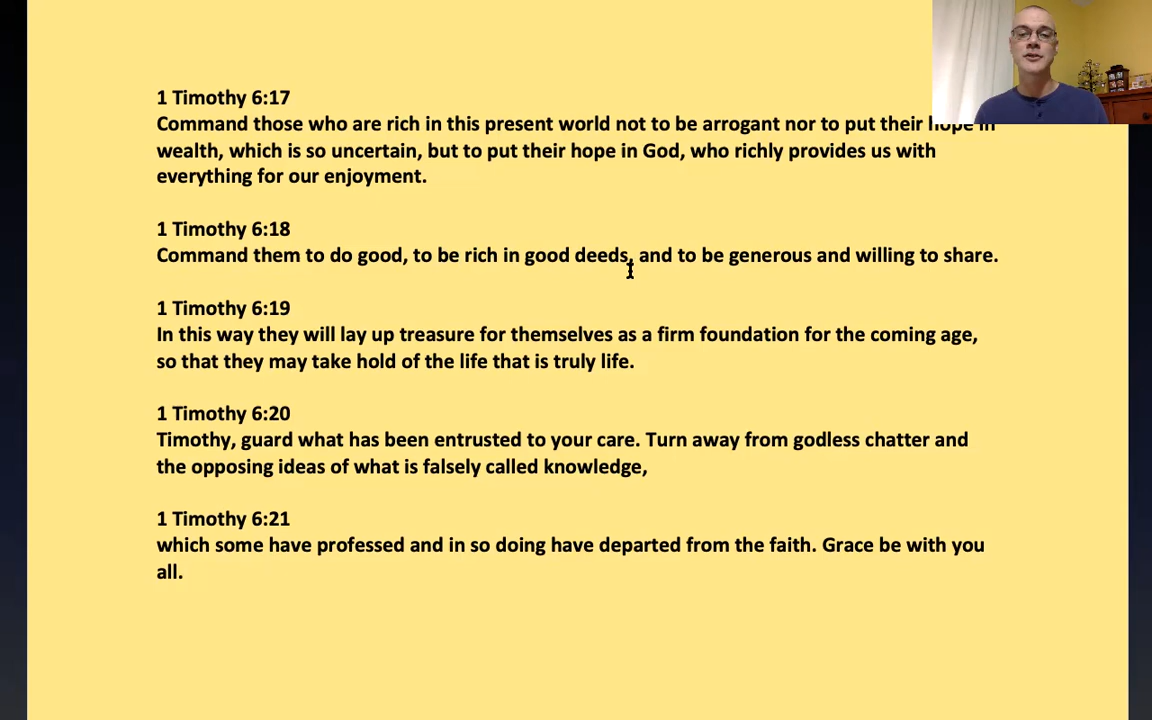 1 Timothy 6:17
Command those who are rich in this present world not to be arrogant nor to put their hope in
wealth, which is so uncertain, but to put their hope in God, who richly provides us with
everything for our enjoyment.
1 Timothy 6:18
Command them to do good, to be rich in good deeds, and to be generous and willing to share.
1 Timothy 6:19
In this way they will lay up treasure for themselves as a firm foundation for the coming age,
so that they may take hold of the life that is truly life.
1 Timothy 6:20
Timothy, guard what has been entrusted to your care. Turn away from godless chatter and
the opposing ideas of what is falsely called knowledge,
1 Timothy 6:21
which some have professed and in so doing have departed from the faith. Grace be with you
all.